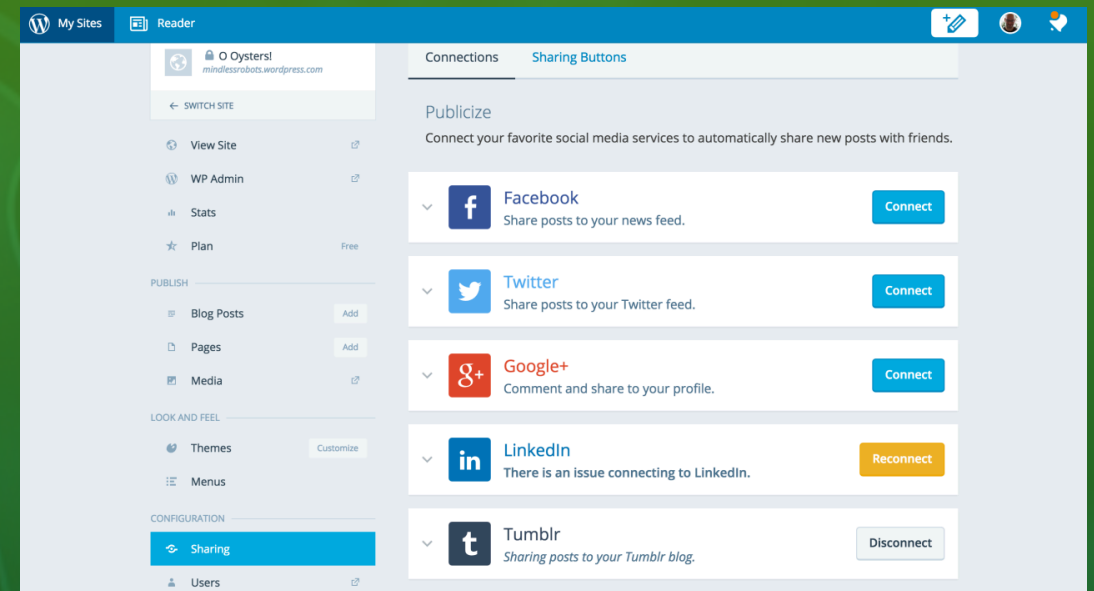 My Sites
Reader
O Oysters!
mindlessrobots.wordpress.com
SWITCH SITE
View Site
WP Admin
Stats
Plan Free
PUBLISH
Blog Posts Add
Pages Add
Media
LOOK AND FEEL
Themes Customize
Menus
CONFIGURATION
Sharing
Users
Connections Sharing Buttons
Publicize
Connect your favorite social media services to automatically share new posts with friends.
Facebook
Share posts to your news feed.
Connect
Twitter
Share posts to your Twitter feed.
Connect
Google+
Comment and share to your profile.
Connect
LinkedIn
There is an issue connecting to LinkedIn.
Reconnect
Tumblr
Sharing posts to your Tumblr blog.
Disconnect